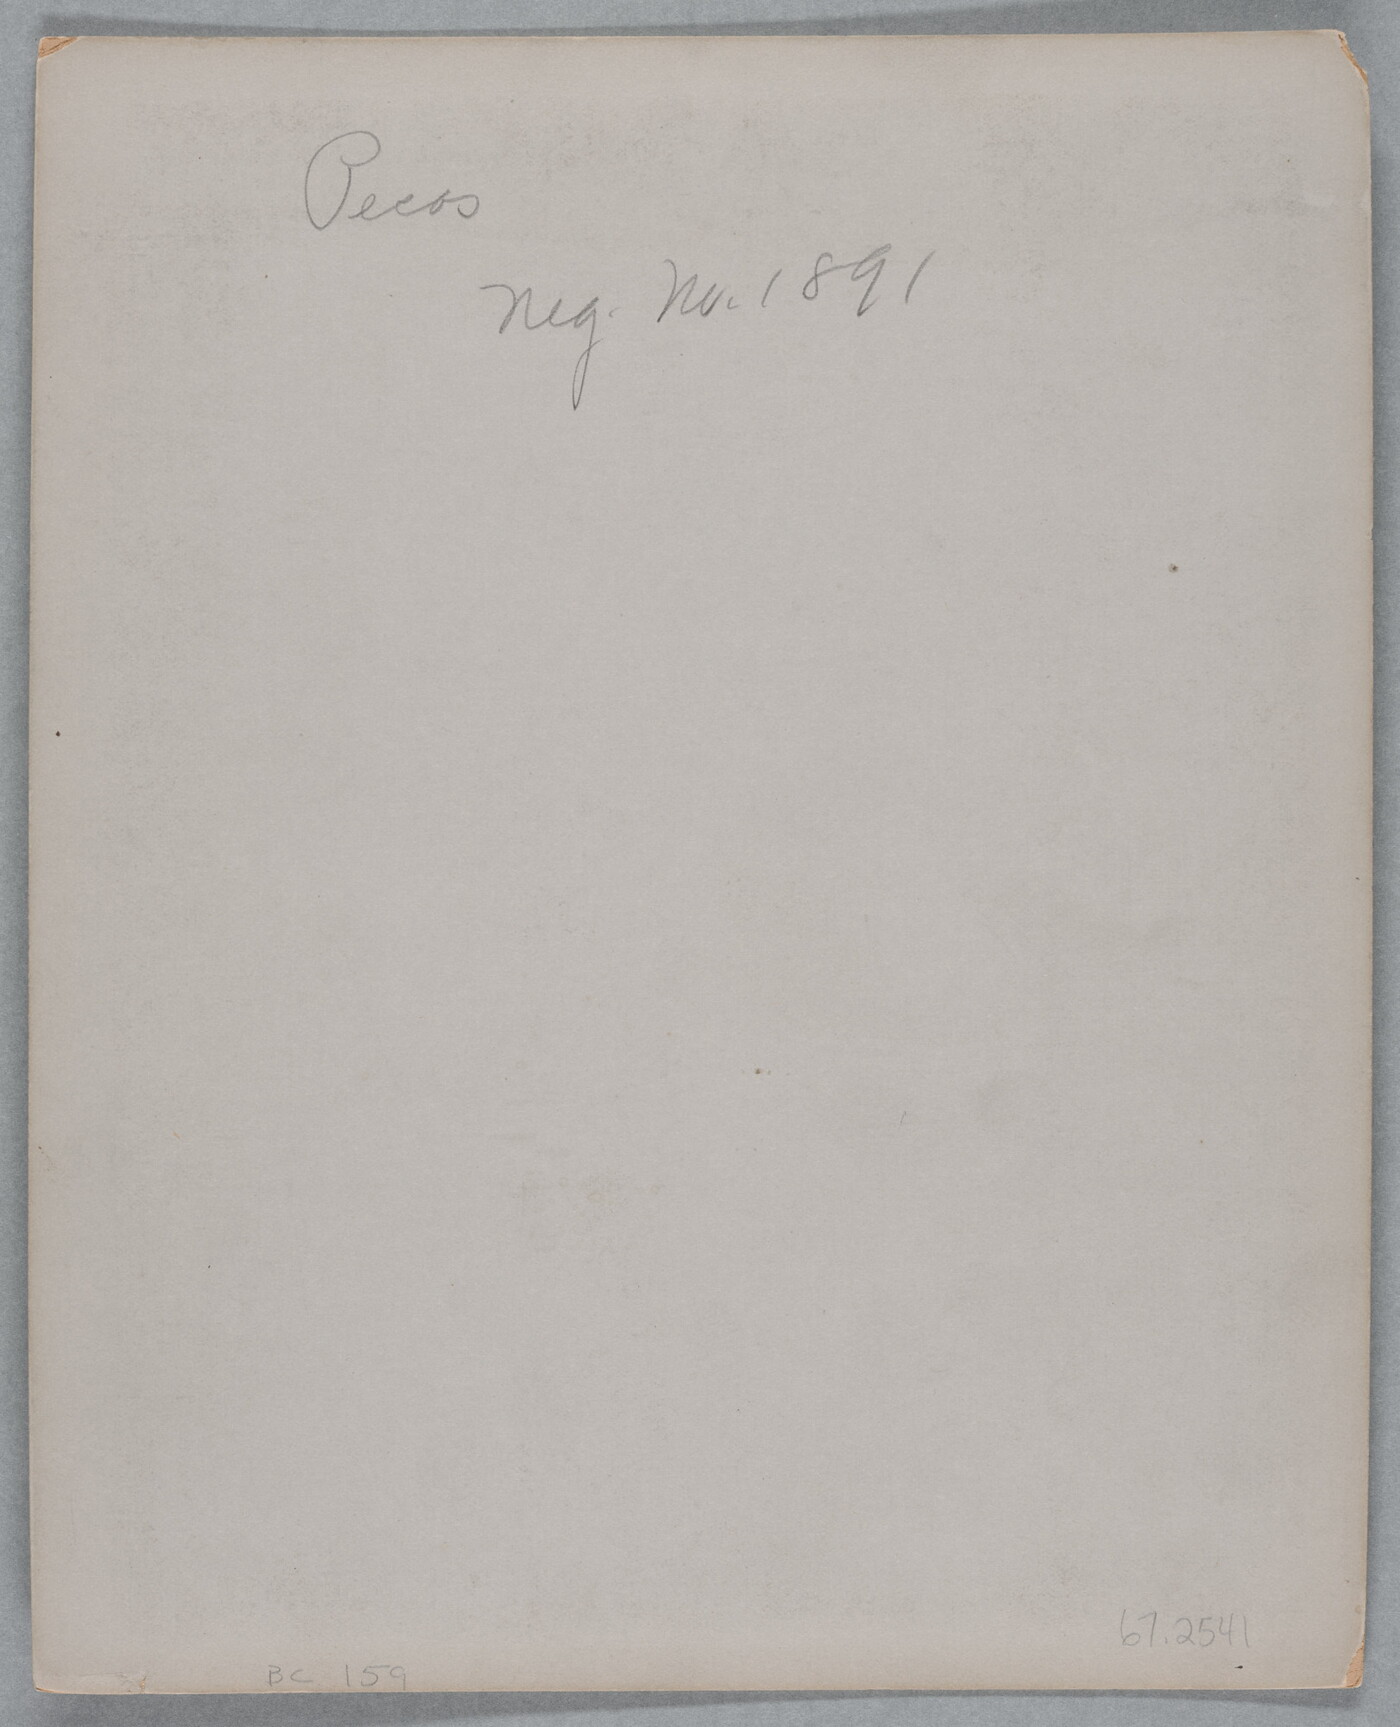 Pecos
Neg. No. 1891
67.2541
BC 159